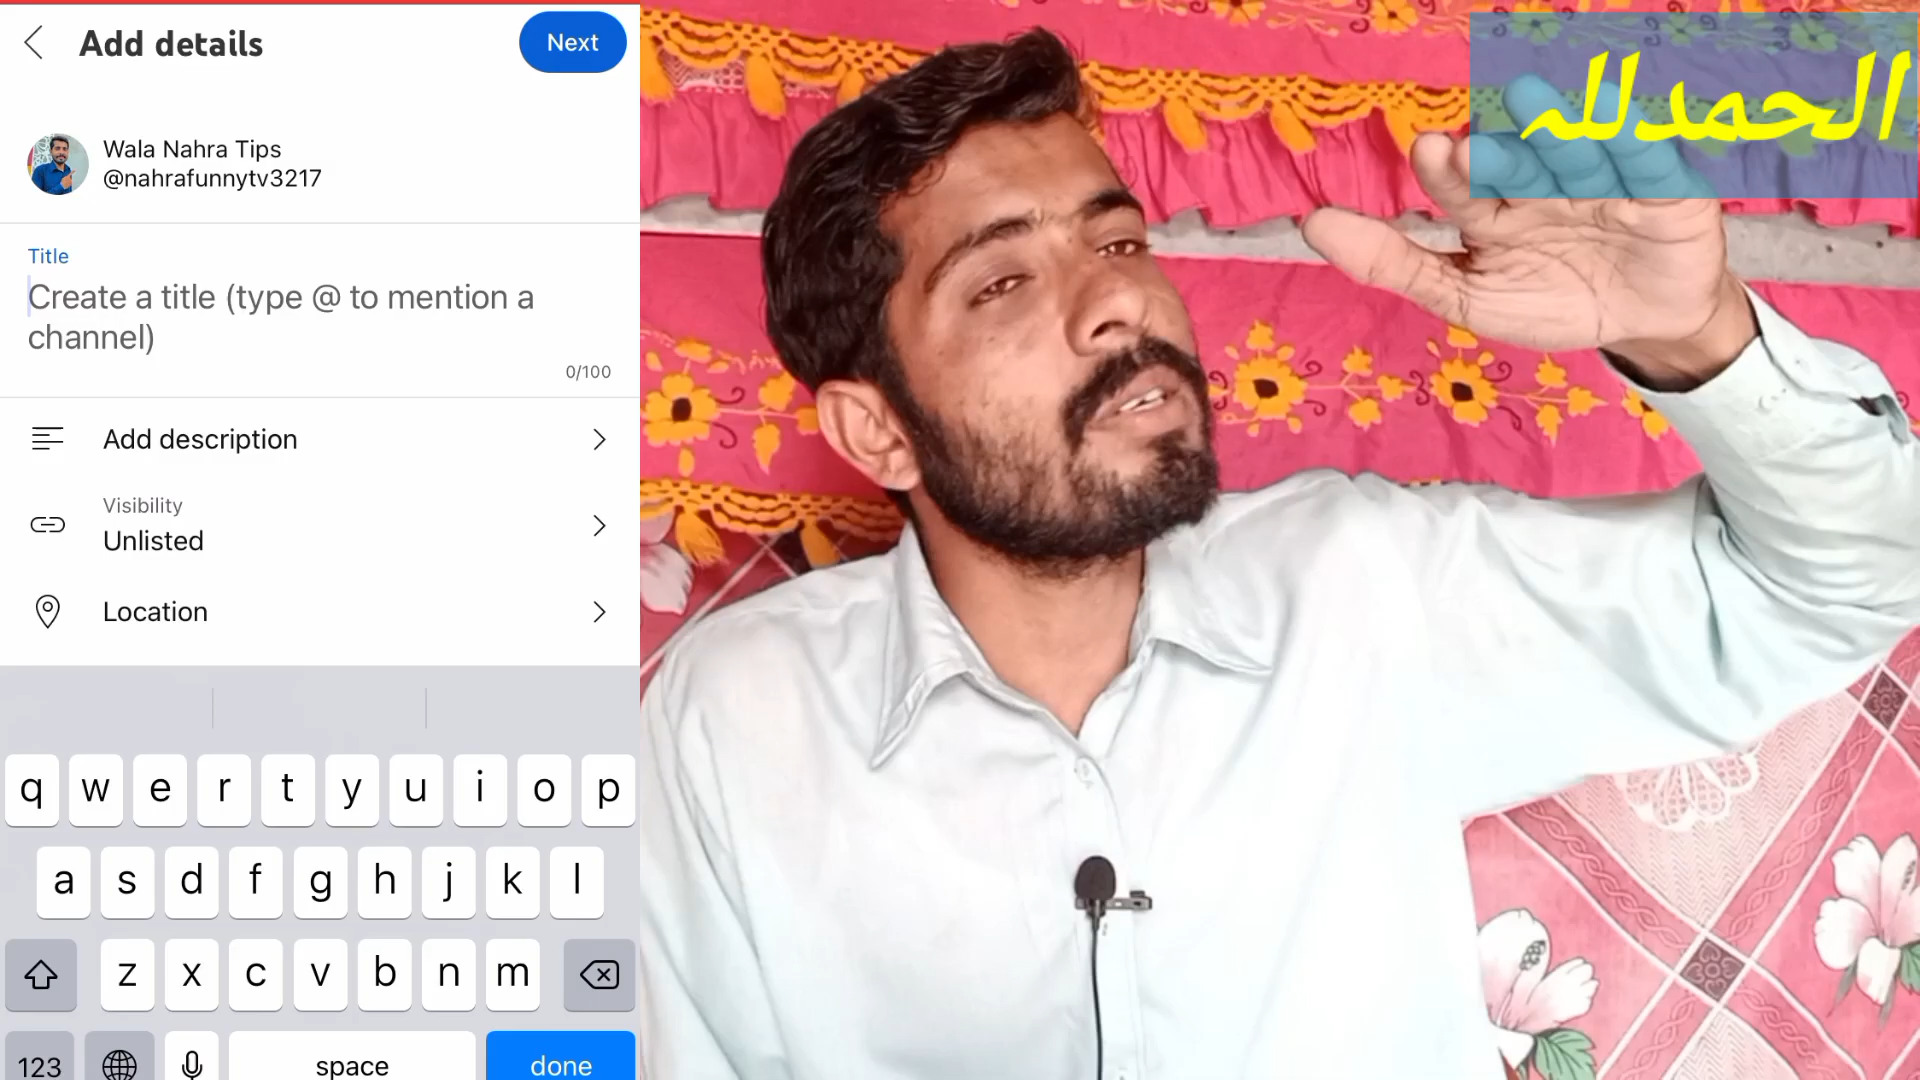 Add details
Next
Wala Nahra Tips
@nahrafunnytv3217
Title
Create a title (type @ to mention a
channel)
0/100
Add description
Visibility
Unlisted
Location
q w e r t y u i o p
a s d f g h j k l
z x c v b n m
123
space
done
الحمدللہ